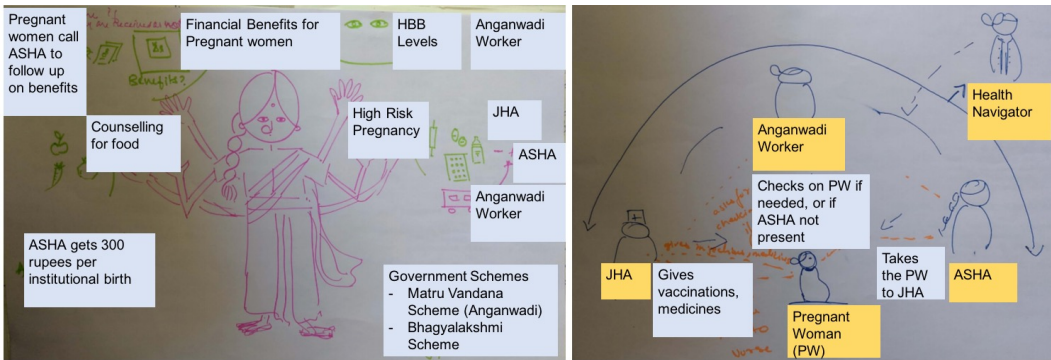 Pregnant
women call
ASHA to
follow up
on benefits
Financial Benefits for
Pregnant women
HBB
Levels
Anganwadi
Worker
Benefits?
Counselling
for food
High Risk
Pregnancy
JHA
ASHA
Anganwadi
Worker
ASHA gets 300
rupees per
institutional birth
Government Schemes
- Matru Vandana
Scheme (Anganwadi)
- Bhagyalakshmi
Scheme
Health
Navigator
Anganwadi
Worker
Checks on PW if
needed, or if
ASHA not
present
JHA
Gives
vaccinations,
medicines
Takes
the PW
to JHA
ASHA
Pregnant
Woman
(PW)